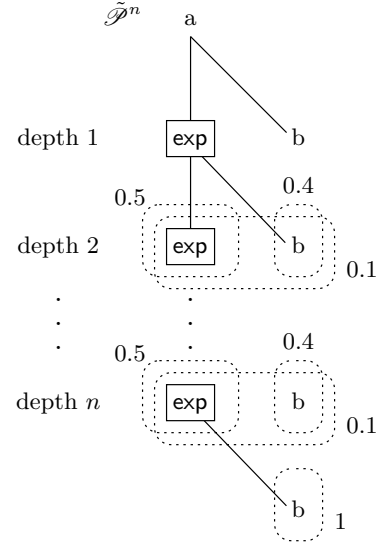 𝒫̃ⁿ a
depth 1 exp b
0.5 0.4
depth 2 exp b
0.1
. .
. .
. .
0.5 0.4
depth n exp b
0.1
b 1